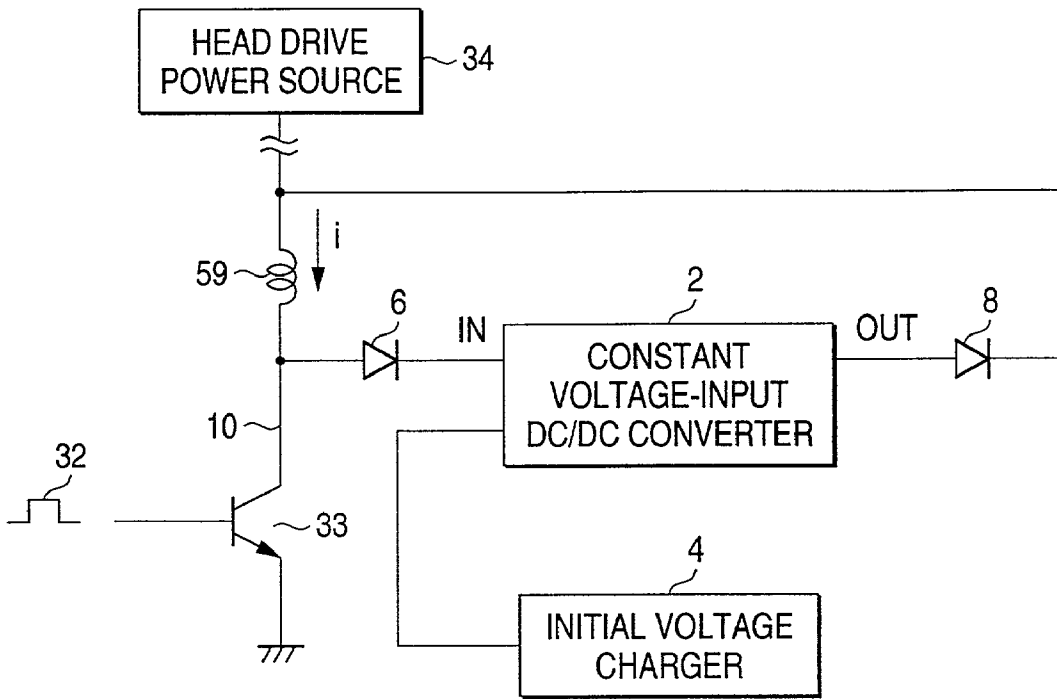 HEAD DRIVE
POWER SOURCE
34
i
59
6
IN
2
CONSTANT
VOLTAGE-INPUT
DC/DC CONVERTER
OUT
8
10
32
33
4
INITIAL VOLTAGE
CHARGER